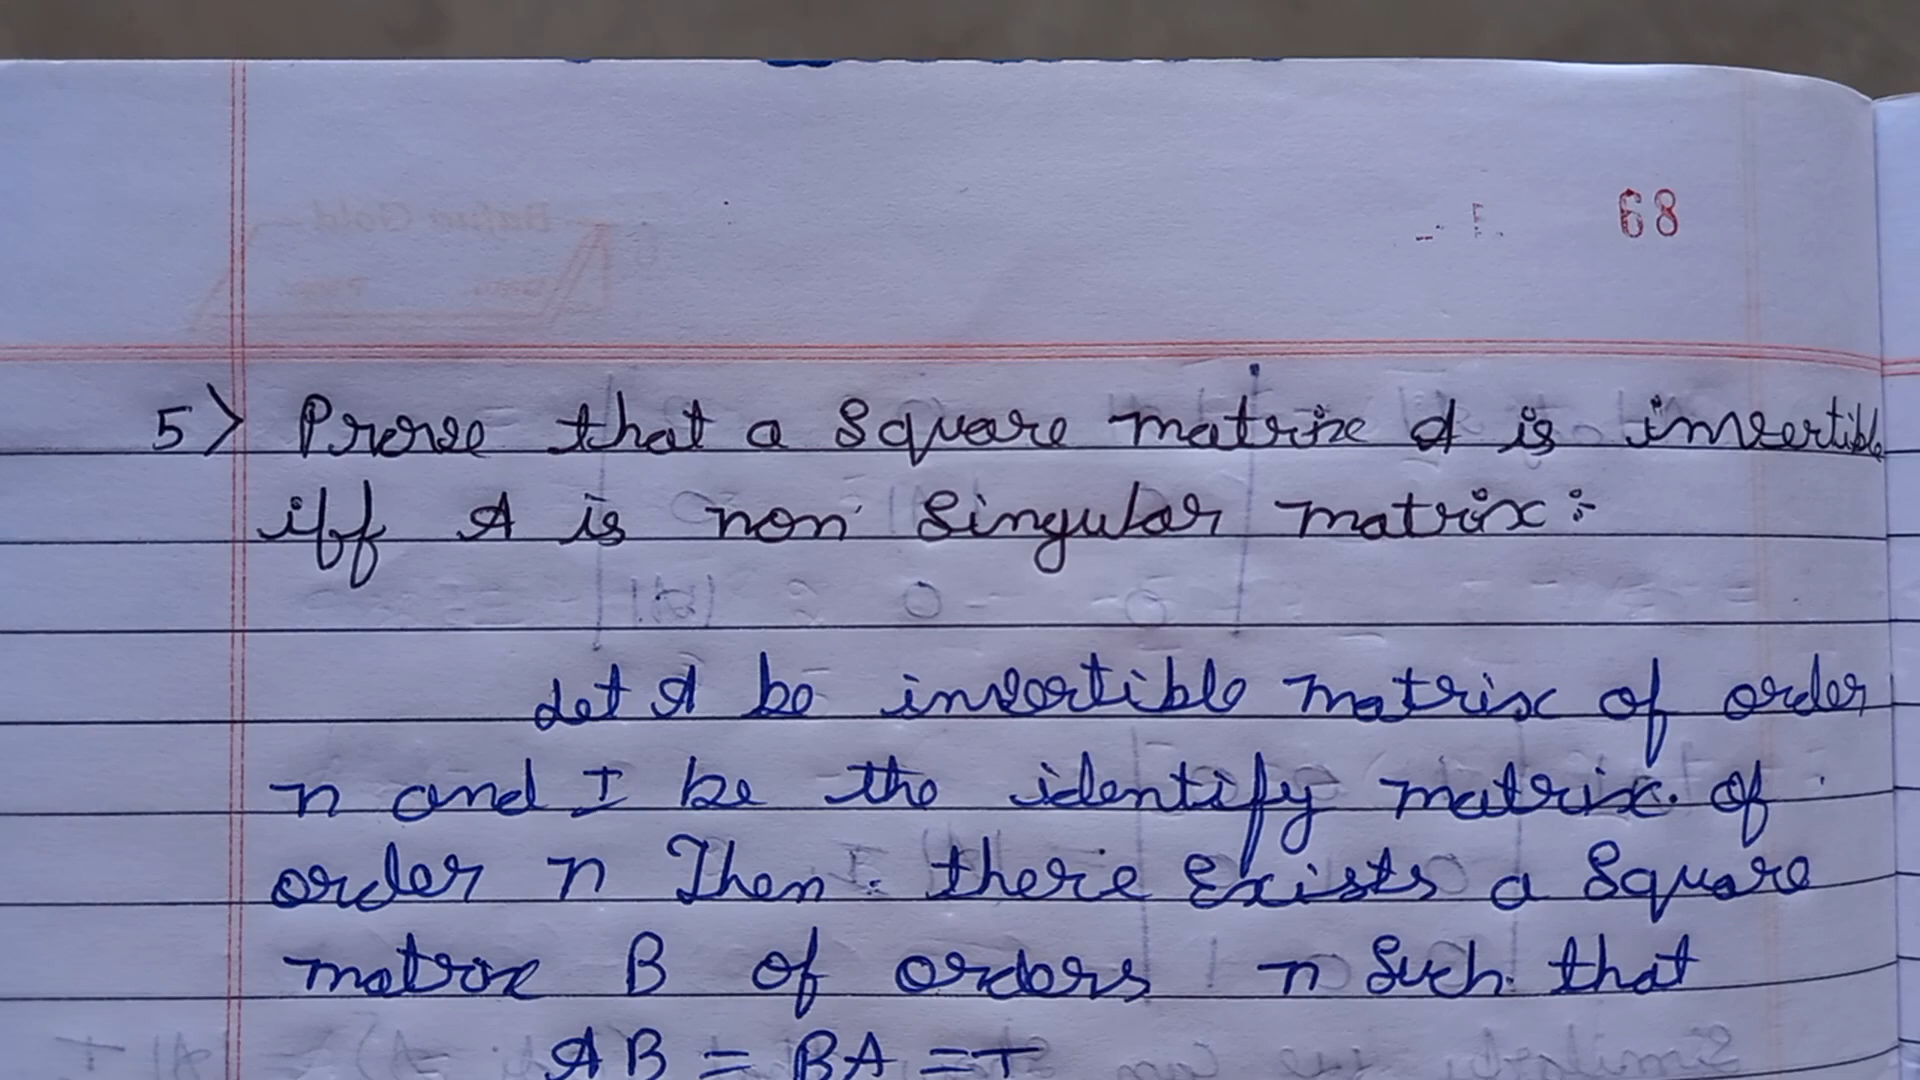 68
5> Prove that a square matrix A is invertible
iff A is non singular matrix :-
Let A be invertible matrix of order
n and I be the identify matrix of
order n Then there exists a square
matrix B of orders n such that
AB = BA = I